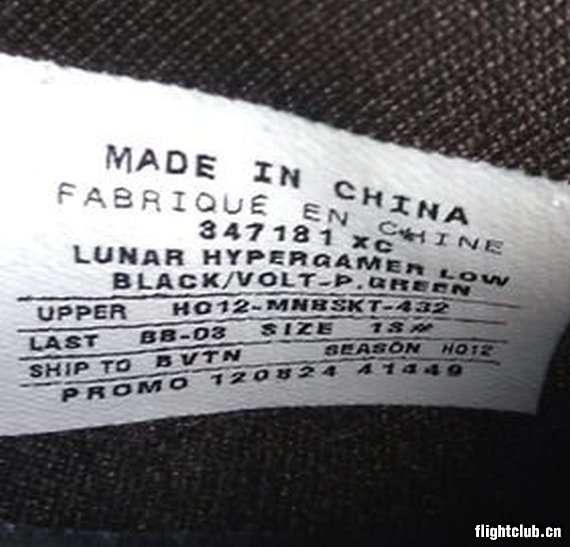 MADE IN CHINA
FABRIQUE EN CHINE
347181 XC
LUNAR HYPERGAMER LOW
BLACK/VOLT-P.GREEN
UPPER HO12-MNBSKT-432
LAST BB-03 SIZE
SHIP TO BVTN SEASON HO12
PROMO 120824 41449
flightclub.cn